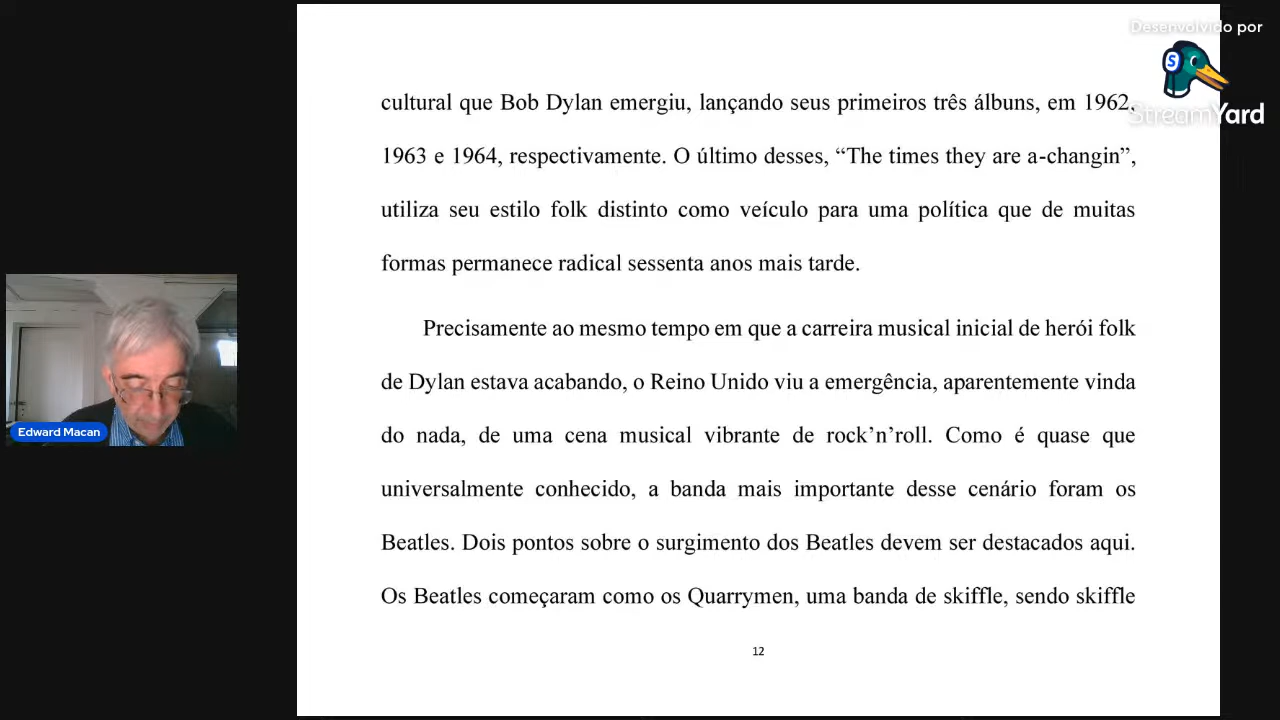 Desenvolvido por
StreamYard
cultural que Bob Dylan emergiu, lançando seus primeiros três álbuns, em 1962,
1963 e 1964, respectivamente. O último desses, “The times they are a-changin”,
utiliza seu estilo folk distinto como veículo para uma política que de muitas
formas permanece radical sessenta anos mais tarde.
Precisamente ao mesmo tempo em que a carreira musical inicial de herói folk
de Dylan estava acabando, o Reino Unido viu a emergência, aparentemente vinda
do nada, de uma cena musical vibrante de rock’n’roll. Como é quase que
universalmente conhecido, a banda mais importante desse cenário foram os
Beatles. Dois pontos sobre o surgimento dos Beatles devem ser destacados aqui.
Os Beatles começaram como os Quarrymen, uma banda de skiffle, sendo skiffle
12
Edward Macan